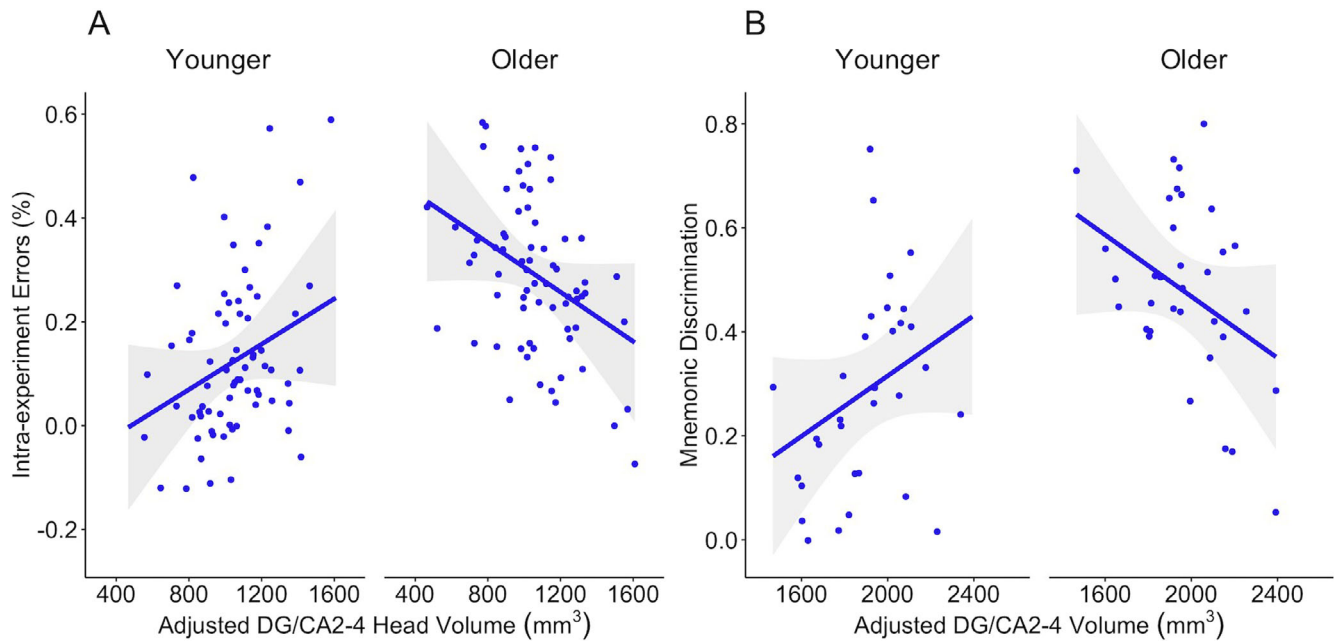 A
Younger Older
Intra-experiment Errors (%)
0.6
0.4
0.2
0.0
-0.2
400 800 1200 1600 400 800 1200 1600
Adjusted DG/CA2-4 Head Volume (mm³)
B
Younger Older
Mnemonic Discrimination
0.8
0.6
0.4
0.2
0.0
1600 2000 2400 1600 2000 2400
Adjusted DG/CA2-4 Volume (mm³)